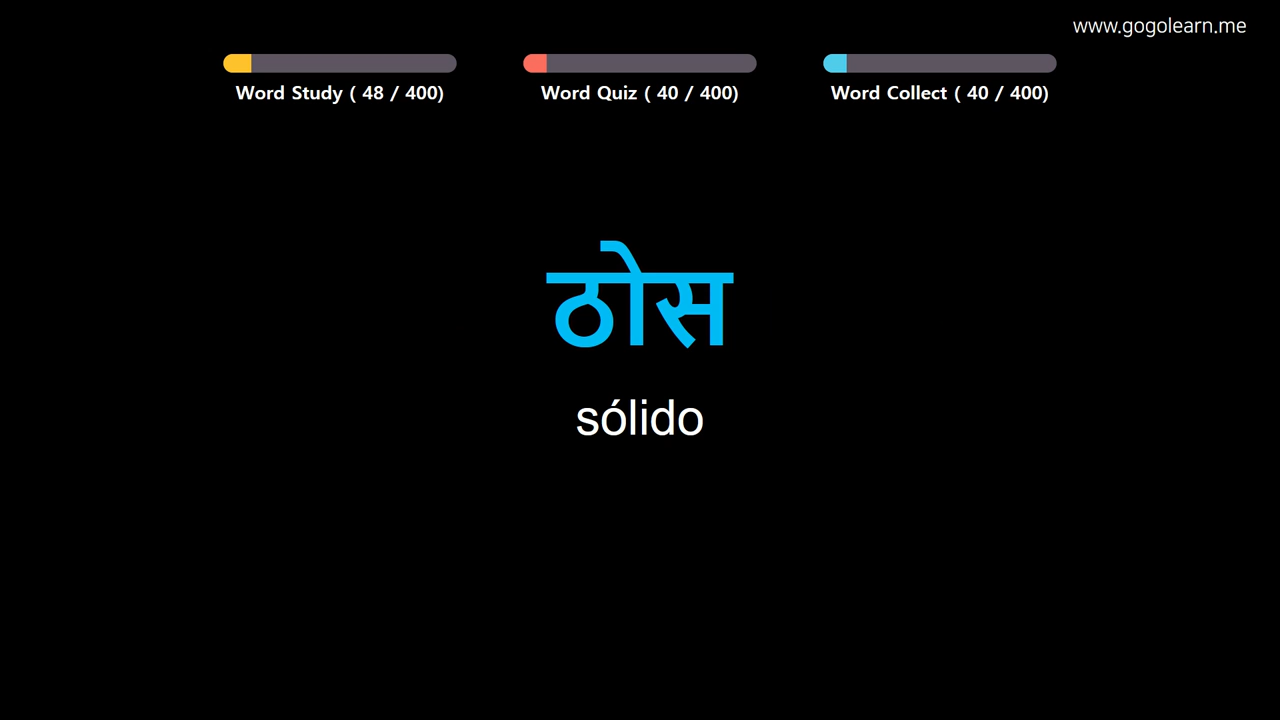 www.gogolearn.me
Word Study ( 48 / 400)
Word Quiz ( 40 / 400)
Word Collect ( 40 / 400)
ठोस
sólido